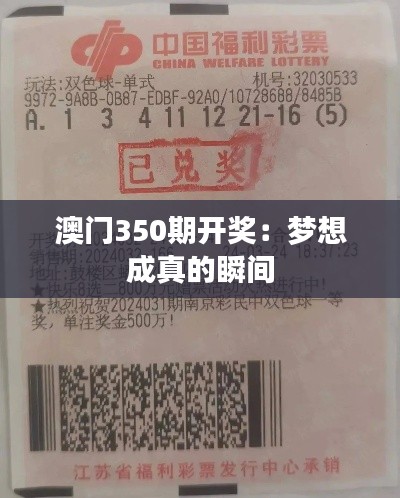 中国福利彩票
CHINA WELFARE LOTTERY
玩法:双色球-单式 机号:32030533
9972-9A8B-0B87-EDBF-92A0/10728688/8485B
A. 1 3 4 11 12 21-16 (5)
已兑奖
澳门350期开奖：梦想
成真的瞬间
★热烈祝贺2024031期南京彩民中双色球一等
奖，单注奖金500万!
江苏省福利彩票发行中心承销